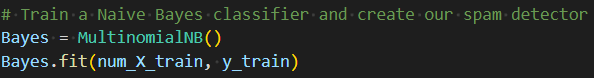 # Train a Naive Bayes classifier and create our spam detector
Bayes = MultinomialNB()
Bayes.fit(num_X_train, y_train)